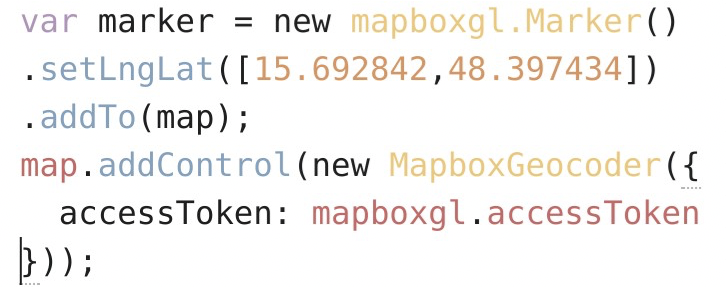 var marker = new mapboxgl.Marker()
.setLngLat([15.692842,48.397434])
.addTo(map);
map.addControl(new MapboxGeocoder({
  accessToken: mapboxgl.accessToken
}));